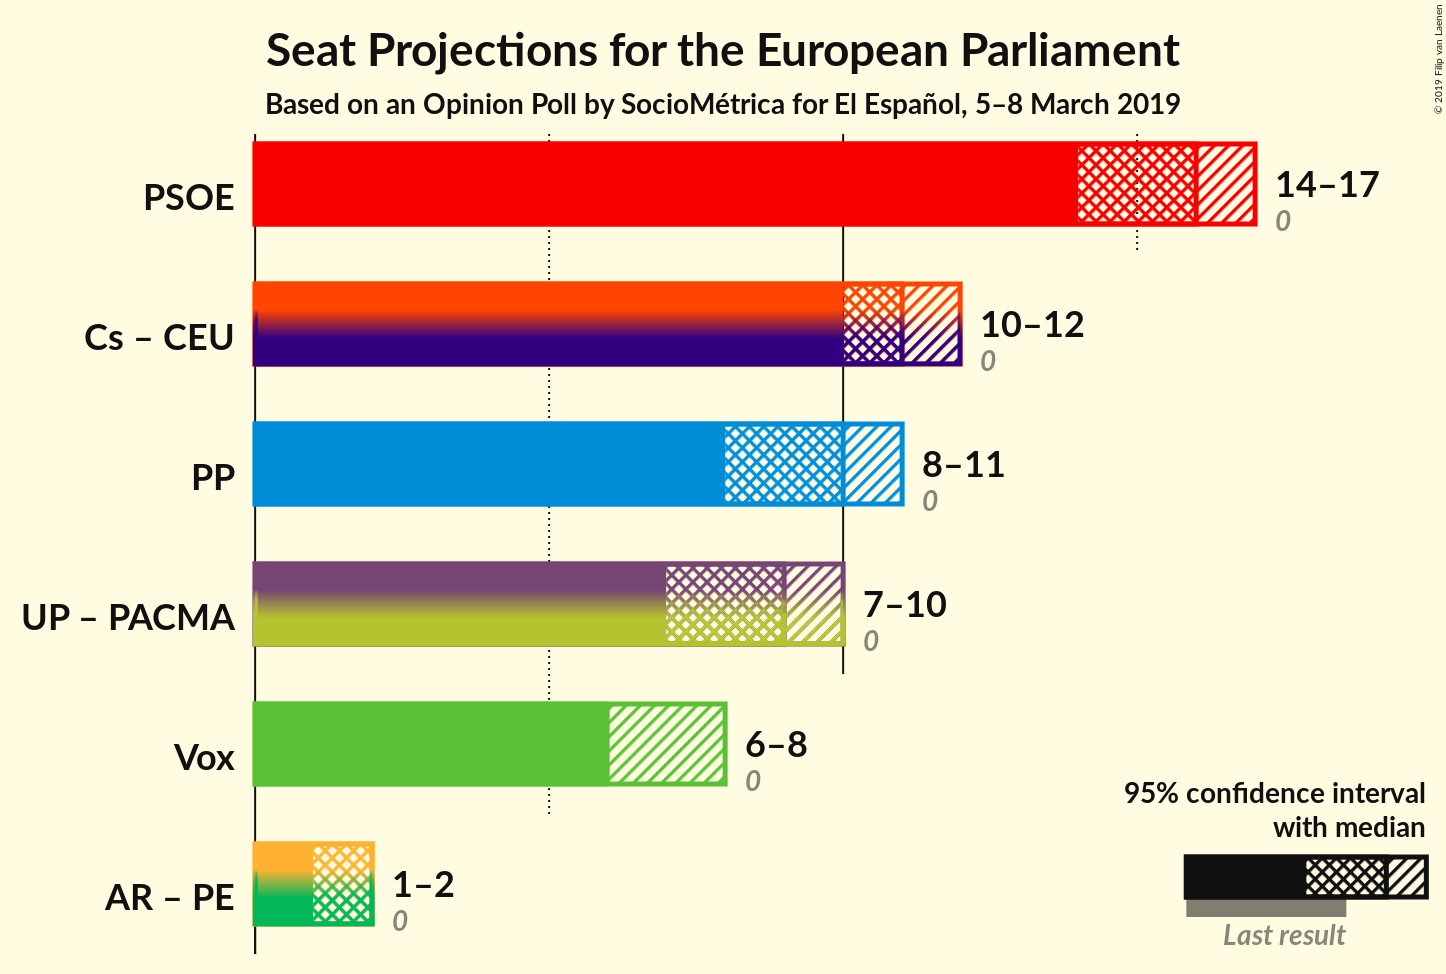 Seat Projections for the European Parliament
Based on an Opinion Poll by SocioMétrica for El Español, 5–8 March 2019
© 2019 Filip van Laenen
PSOE
14–17
0
Cs – CEU
10–12
0
PP
8–11
0
UP – PACMA
7–10
0
Vox
6–8
0
AR – PE
1–2
0
95% confidence interval
with median
Last result